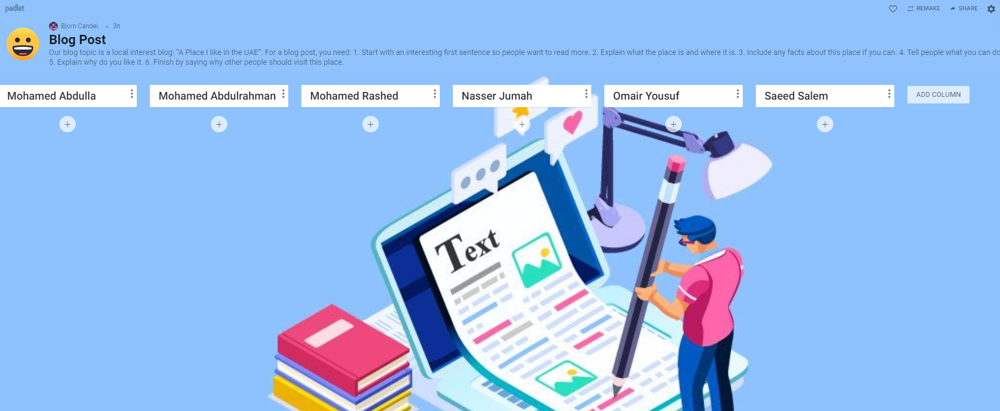 padlet
REMAKE
SHARE
Bjorn Candel • 3h
Blog Post
Our blog topic is a local interest blog: “A Place I like in the UAE”. For a blog post, you need: 1. Start with an interesting first sentence so people want to read more. 2. Explain what the place is and where it is. 3. Include any facts about this place if you can. 4. Tell people what you can do
5. Explain why do you like it. 6. Finish by saying why other people should visit this place.
Mohamed Abdulla
Mohamed Abdulrahman
Mohamed Rashed
Nasser Jumah
Omair Yousuf
Saeed Salem
ADD COLUMN
Text